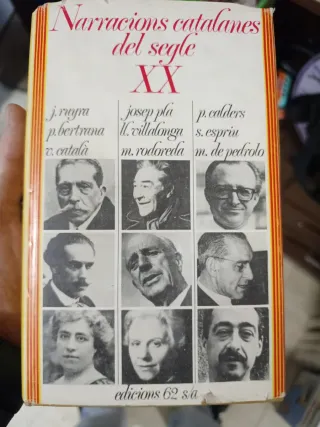 Narracions catalanes
del segle
XX
j. ruyra
p. bertrana
v. català
josep pla
ll. villalonga
m. rodoreda
p. calders
s. espriu
m. de pedrolo
edicions 62 s/a